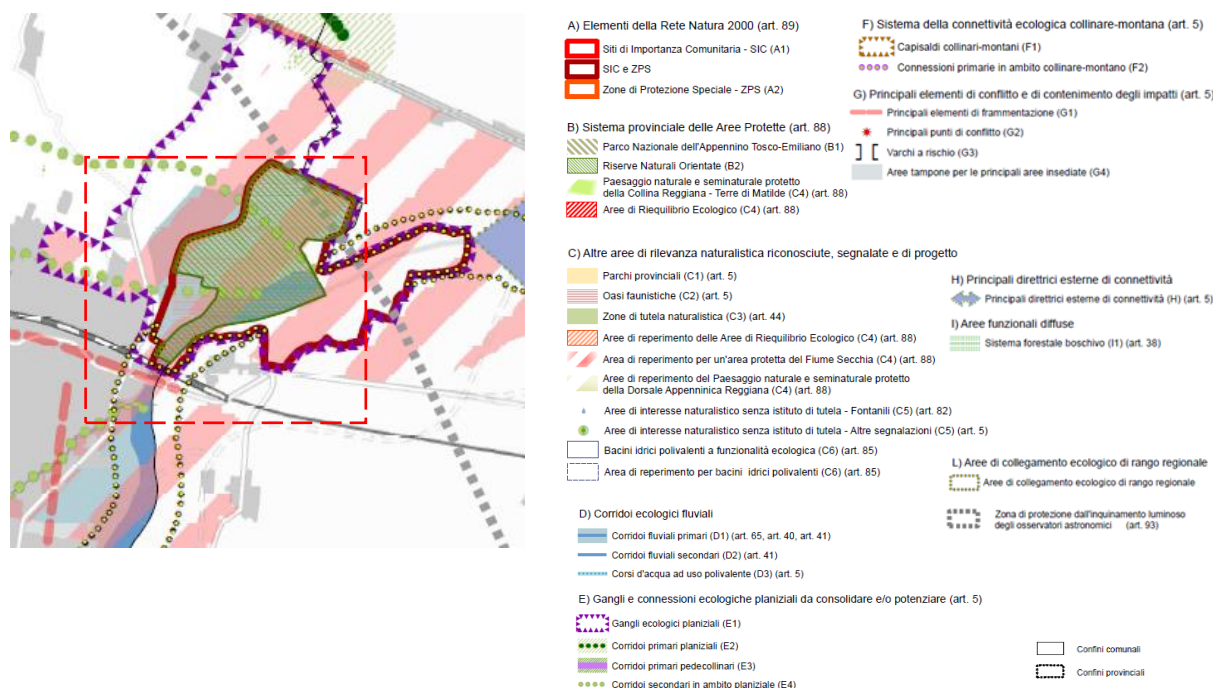 A) Elementi della Rete Natura 2000 (art. 89)
Siti di Importanza Comunitaria - SIC (A1)
SIC e ZPS
Zone di Protezione Speciale - ZPS (A2)
B) Sistema provinciale delle Aree Protette (art. 88)
Parco Nazionale dell'Appennino Tosco-Emiliano (B1)
Riserve Naturali Orientate (B2)
Paesaggio naturale e seminaturale protetto
della Collina Reggiana - Terre di Matilde (C4) (art. 88)
Aree di Riequilibrio Ecologico (C4) (art. 88)
C) Altre aree di rilevanza naturalistica riconosciute, segnalate e di progetto
Parchi provinciali (C1) (art. 5)
Oasi faunistiche (C2) (art. 5)
Zone di tutela naturalistica (C3) (art. 44)
Area di reperimento delle Aree di Riequilibrio Ecologico (C4) (art. 88)
Area di reperimento per un'area protetta del Fiume Secchia (C4) (art. 88)
Aree di reperimento del Paesaggio naturale e seminaturale protetto
della Dorsale Appenninica Reggiana (C4) (art. 88)
Aree di interesse naturalistico senza istituto di tutela - Fontanili (C5) (art. 82)
Aree di interesse naturalistico senza istituto di tutela - Altre segnalazioni (C5) (art. 5)
Bacini idrici polivalenti a funzionalità ecologica (C6) (art. 85)
Area di reperimento per bacini idrici polivalenti (C6) (art. 85)
D) Corridoi ecologici fluviali
Corridoi fluviali primari (D1) (art. 65, art. 40, art. 41)
Corridoi fluviali secondari (D2) (art. 41)
Corsi d'acqua ad uso polivalente (D3) (art. 5)
E) Gangli e connessioni ecologiche planiziali da consolidare e/o potenziare (art. 5)
Gangli ecologici planiziali (E1)
Corridoi primari planiziali (E2)
Corridoi primari pedecollinari (E3)
Corridoi secondari in ambito planiziale (E4)
F) Sistema della connettività ecologica collinare-montana (art. 5)
Capisaldi collinari-montani (F1)
Connessioni primarie in ambito collinare-montano (F2)
G) Principali elementi di conflitto e di contenimento degli impatti (art. 5)
Principali elementi di frammentazione (G1)
Principali punti di conflitto (G2)
Varchi a rischio (G3)
Aree tampone per le principali aree insediate (G4)
H) Principali direttrici esterne di connettività
Principali direttrici esterne di connettività (H) (art. 5)
I) Aree funzionali diffuse
Sistema forestale boschivo (I1) (art. 38)
L) Aree di collegamento ecologico di rango regionale
Aree di collegamento ecologico di rango regionale
Zona di protezione dall'inquinamento luminoso
degli osservatori astronomici (art. 93)
Confini comunali
Confini provinciali